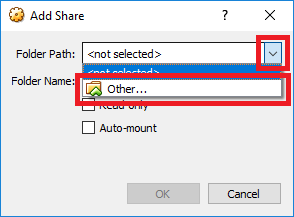 Add Share
Folder Path: <not selected>
<not selected>
Folder Name: Other...
Read-only
Auto-mount
OK Cancel